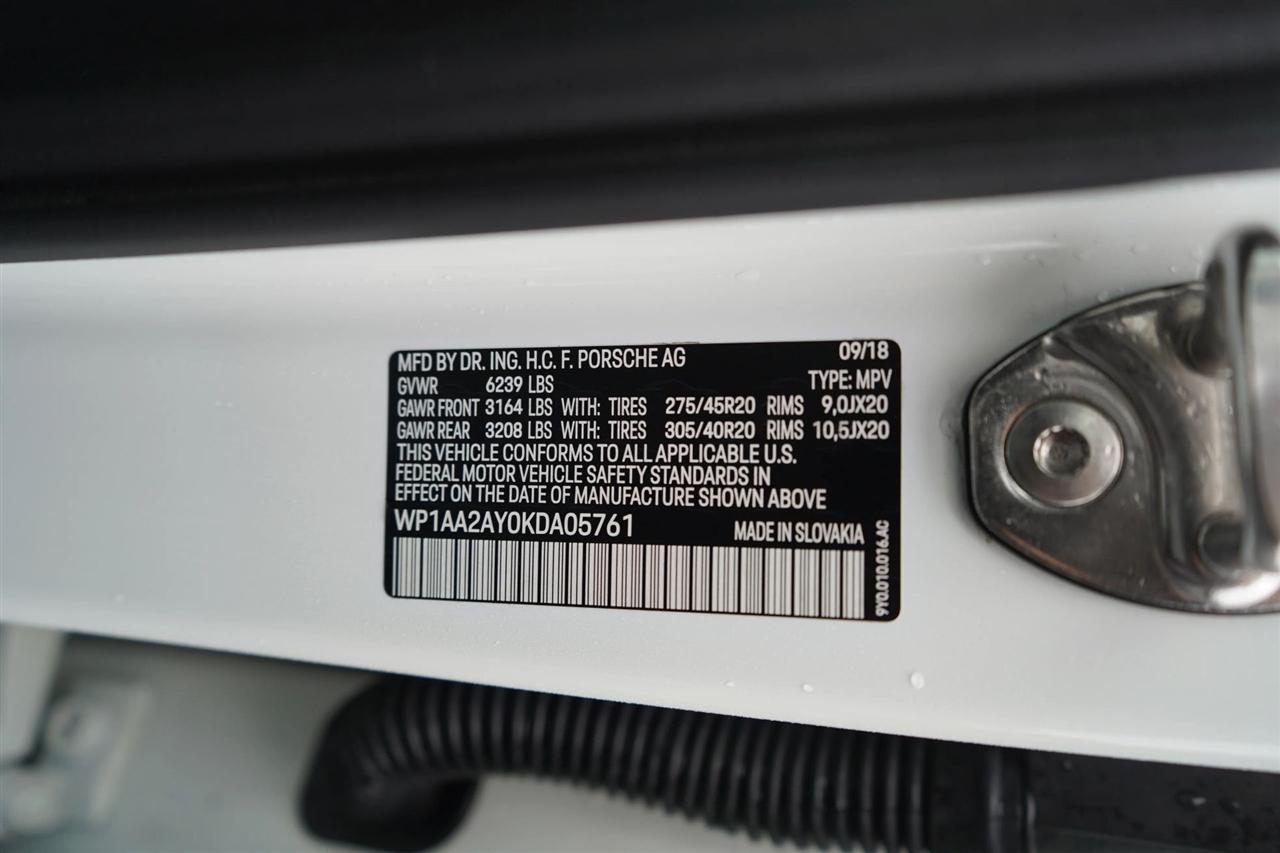 MFD BY DR. ING. H.C. F. PORSCHE AG 09/18
GVWR 6239 LBS TYPE: MPV
GAWR FRONT 3164 LBS WITH: TIRES 275/45R20 RIMS 9,0JX20
GAWR REAR 3208 LBS WITH: TIRES 305/40R20 RIMS 10,5JX20
THIS VEHICLE CONFORMS TO ALL APPLICABLE U.S.
FEDERAL MOTOR VEHICLE SAFETY STANDARDS IN
EFFECT ON THE DATE OF MANUFACTURE SHOWN ABOVE
WP1AA2AY0KDA05761 MADE IN SLOVAKIA
9Y0.010.016.AC